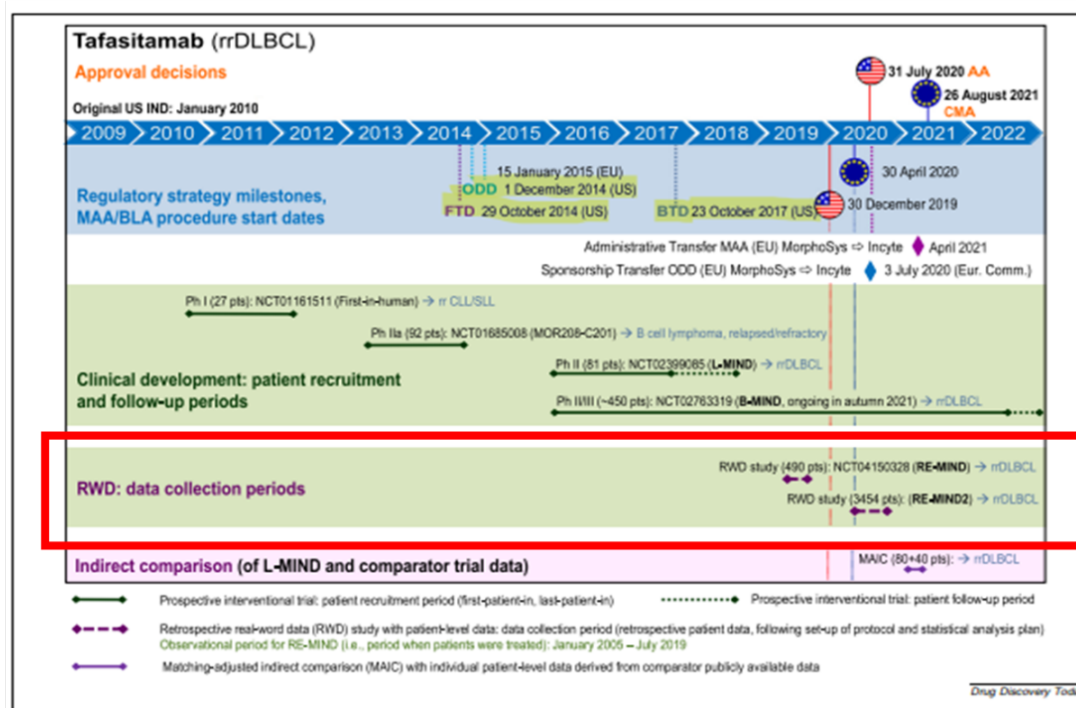 Tafasitamab (rrDLBCL)
Approval decisions
31 July 2020 AA
26 August 2021
CMA
Original US IND: January 2010
2009 2010 2011 2012 2013 2014 2015 2016 2017 2018 2019 2020 2021 2022
15 January 2015 (EU)
30 April 2020
ODD 1 December 2014 (US)
Regulatory strategy milestones,
MAA/BLA procedure start dates
FTD 29 October 2014 (US)
BTD 23 October 2017 (US)
30 December 2019
Administrative Transfer MAA (EU) MorphoSys ⇨ Incyte
April 2021
Sponsorship Transfer ODD (EU) MorphoSys ⇨ Incyte
3 July 2020 (Eur. Comm.)
Ph I (27 pts): NCT01161511 (First-in-human) → rr CLL/SLL
Ph IIa (92 pts): NCT01685008 (MOR208-C201) → B cell lymphoma, relapsed/refractory
Ph II (81 pts): NCT02399085 (L-MIND) → rrDLBCL
Clinical development: patient recruitment
and follow-up periods
Ph II/III (~450 pts): NCT02763319 (B-MIND, ongoing in autumn 2021) → rrDLBCL
RWD study (490 pts): NCT04150328 (RE-MIND) → rrDLBCL
RWD: data collection periods
RWD study (3454 pts): (RE-MIND2) → rrDLBCL
Indirect comparison (of L-MIND and comparator trial data)
MAIC (80+40 pts): → rrDLBCL
Prospective interventional trial: patient recruitment period (first-patient-in, last-patient-in)
Prospective interventional trial: patient follow-up period
Retrospective real-word data (RWD) study with patient-level data: data collection period (retrospective patient data, following set-up of protocol and statistical analysis plan)
Observational period for RE-MIND (i.e., period when patients were treated): January 2005 – July 2019
Matching-adjusted indirect comparison (MAIC) with individual patient-level data derived from comparator publicly available data
Drug Discovery